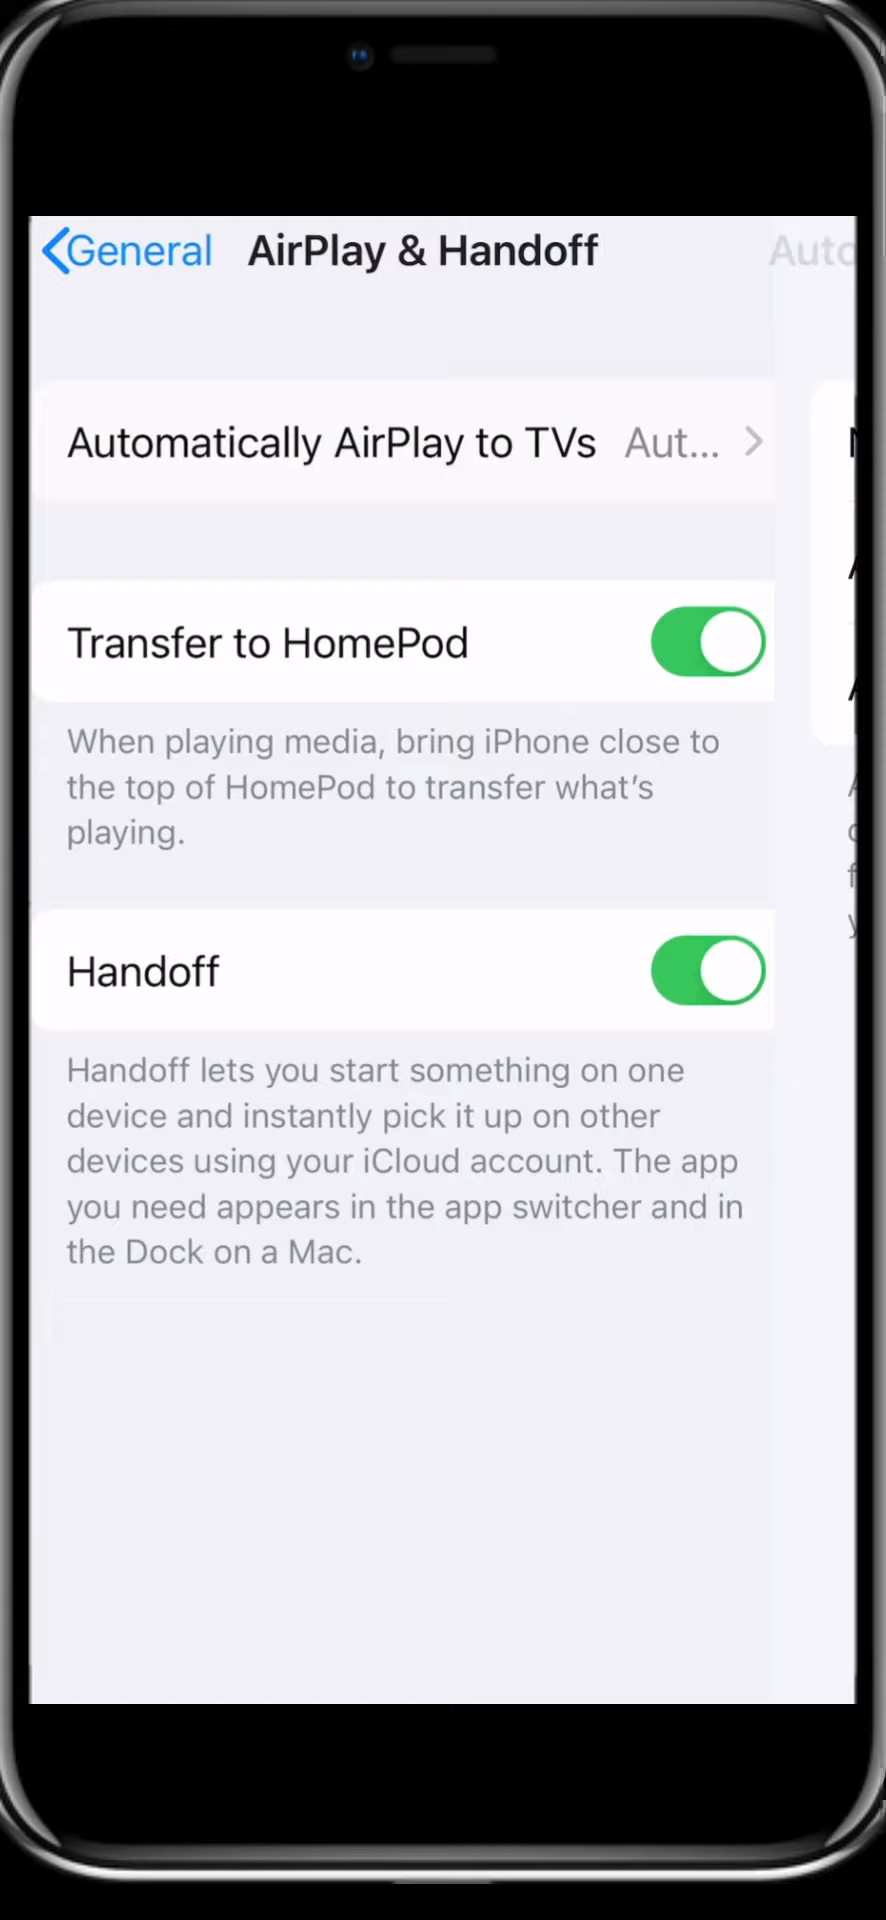 General
AirPlay & Handoff
Auto
Automatically AirPlay to TVs Aut...
Transfer to HomePod
When playing media, bring iPhone close to
the top of HomePod to transfer what's
playing.
Handoff
Handoff lets you start something on one
device and instantly pick it up on other
devices using your iCloud account. The app
you need appears in the app switcher and in
the Dock on a Mac.